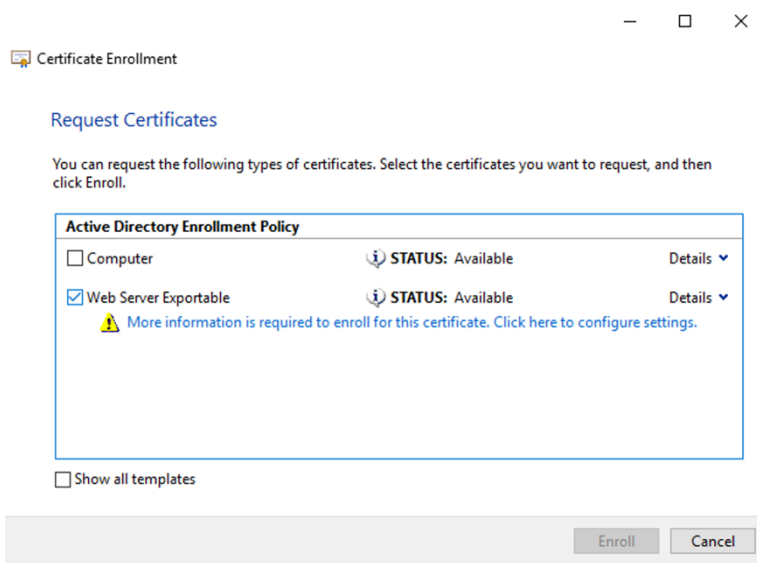 Certificate Enrollment
Request Certificates
You can request the following types of certificates. Select the certificates you want to request, and then
click Enroll.
Active Directory Enrollment Policy
Computer STATUS: Available Details
Web Server Exportable STATUS: Available Details
More information is required to enroll for this certificate. Click here to configure settings.
Show all templates
Enroll Cancel